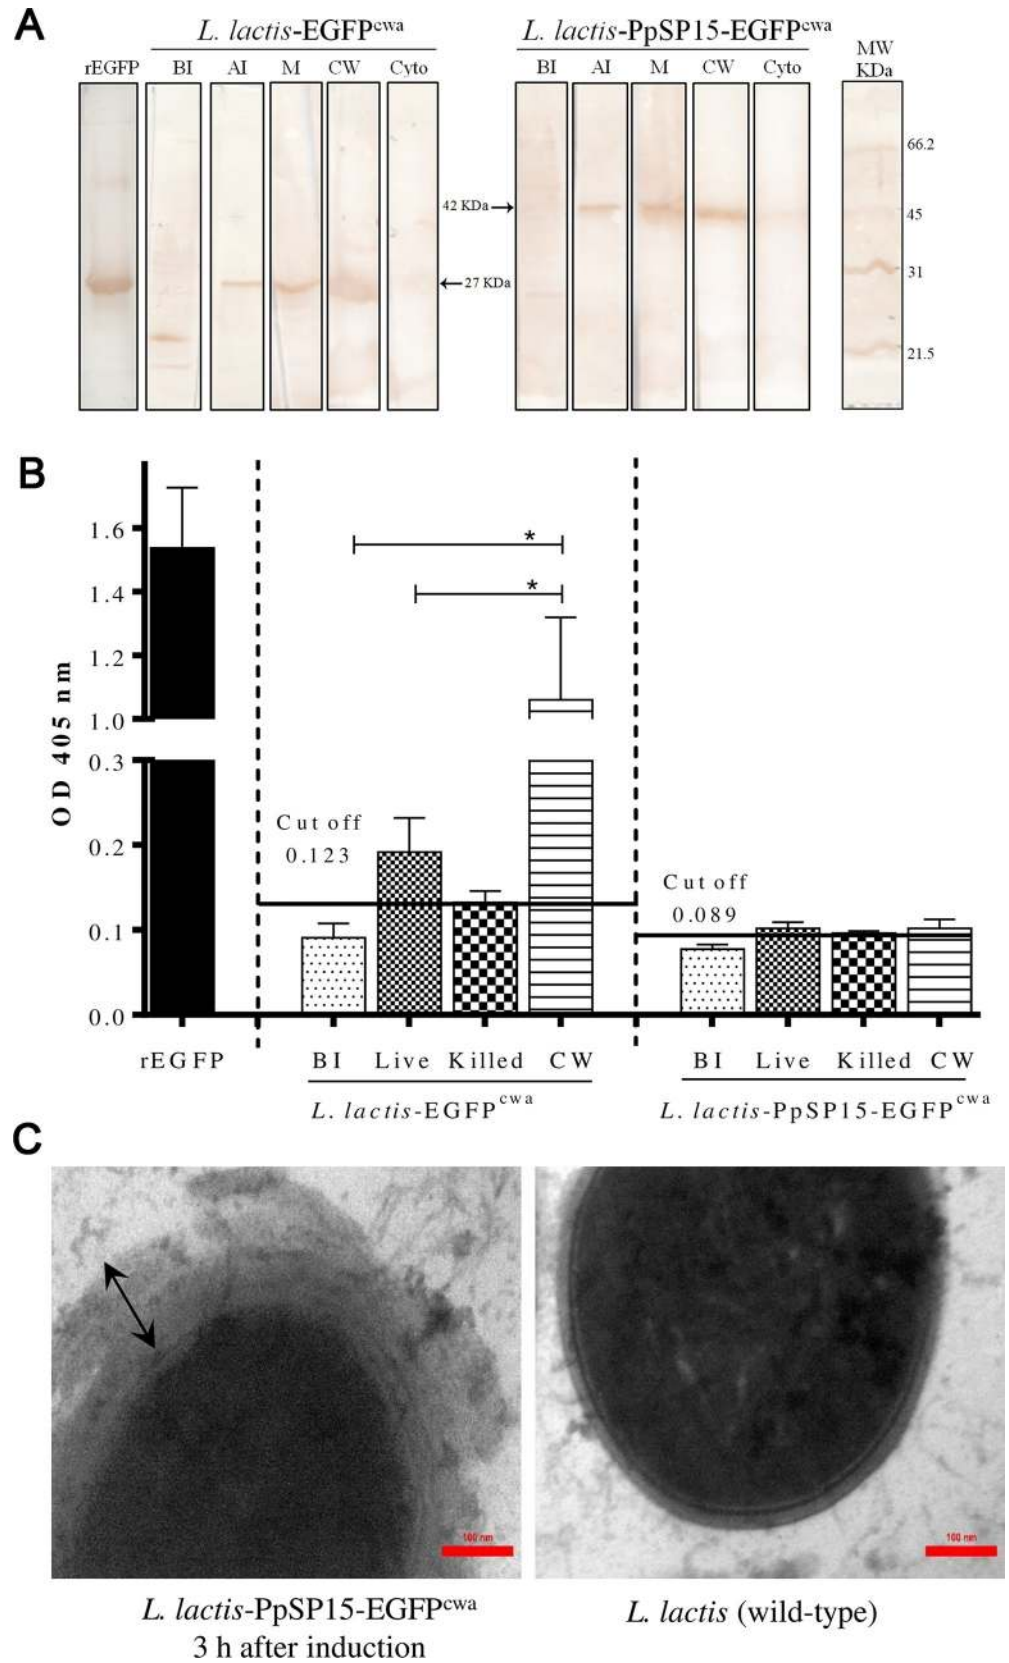 A
L. lactis-EGFPcwa
L. lactis-PpSP15-EGFPcwa
rEGFP BI AI M CW Cyto
BI AI M CW Cyto
MW
KDa
66.2
42 KDa
45
31
27 KDa
21.5
B
OD 405 nm
1.6
1.4
1.2
1.0
0.3
0.2
0.1
0.0
*
*
Cut off
0.123
Cut off
0.089
rEGFP BI Live Killed CW BI Live Killed CW
L. lactis-EGFPcwa
L. lactis-PpSP15-EGFPcwa
C
100 nm
100 nm
L. lactis-PpSP15-EGFPcwa
3 h after induction
L. lactis (wild-type)